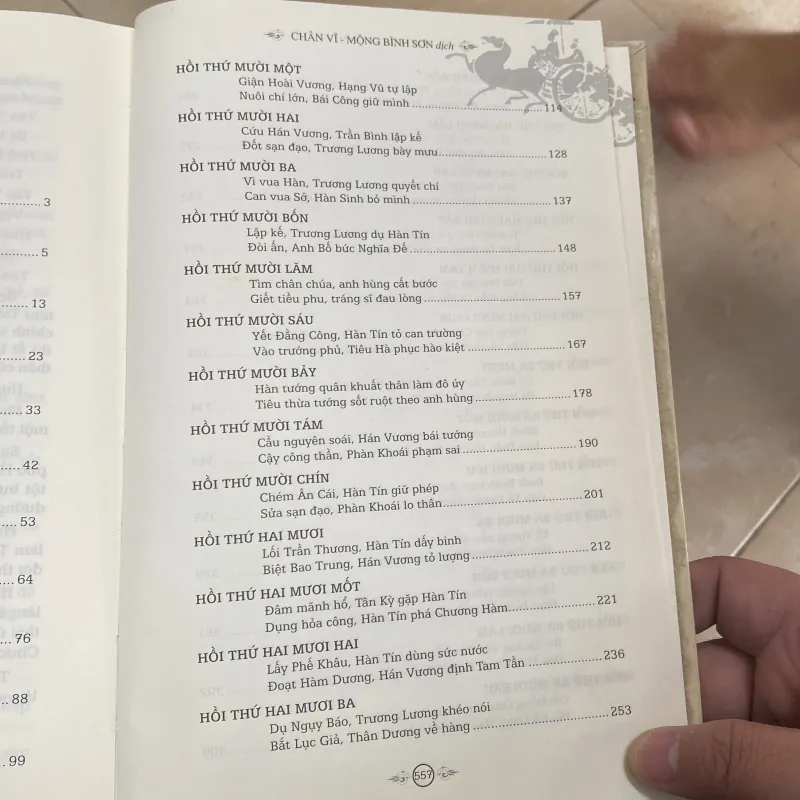 CHÂN VĨ - MỘNG BÌNH SƠN dịch
HỒI THỨ MƯỜI MỘT
Giận Hoài Vương, Hạng Vũ tự lập
Nuôi chí lớn, Bái Công giữ mình ........ 114
HỒI THỨ MƯỜI HAI
Cứu Hán Vương, Trần Bình lập kế
Đốt sạn đạo, Trương Lương bày mưu ........ 128
HỒI THỨ MƯỜI BA
Vì vua Hàn, Trương Lương quyết chí
Can vua Sở, Hàn Sinh bỏ mình ........ 137
HỒI THỨ MƯỜI BỐN
Lập kế, Trương Lương dụ Hàn Tín
Đòi ấn, Anh Bố bức Nghĩa Đế ........ 148
HỒI THỨ MƯỜI LĂM
Tìm chân chúa, anh hùng cất bước
Giết tiều phu, tráng sĩ đau lòng ........ 157
HỒI THỨ MƯỜI SÁU
Yết Đằng Công, Hàn Tín tỏ can trường
Vào trướng phủ, Tiêu Hà phục hào kiệt ........ 167
HỒI THỨ MƯỜI BẢY
Hàn tướng quân khuất thân làm đô úy
Tiêu thừa tướng sốt ruột theo anh hùng ........ 178
HỒI THỨ MƯỜI TÁM
Cầu nguyên soái, Hán Vương bái tướng
Cậy công thần, Phàn Khoái phạm sai ........ 190
HỒI THỨ MƯỜI CHÍN
Chém Ân Cái, Hàn Tín giữ phép
Sửa sạn đạo, Phàn Khoái lo thân ........ 201
HỒI THỨ HAI MƯƠI
Lối Trần Thương, Hàn Tín dấy binh
Biệt Bao Trung, Hán Vương tỏ lượng ........ 212
HỒI THỨ HAI MƯƠI MỐT
Đâm mãnh hổ, Tân Kỳ gặp Hàn Tín
Dụng hỏa công, Hàn Tín phá Chương Hàm ........ 221
HỒI THỨ HAI MƯƠI HAI
Lấy Phế Khâu, Hàn Tín dùng sức nước
Đoạt Hàm Dương, Hán Vương định Tam Tần ........ 236
HỒI THỨ HAI MƯƠI BA
Dụ Ngụy Báo, Trương Lương khéo nói
Bắt Lục Giả, Thân Dương về hàng ........ 253
557
3
5
13
23
33
42
53
64
76
88
99